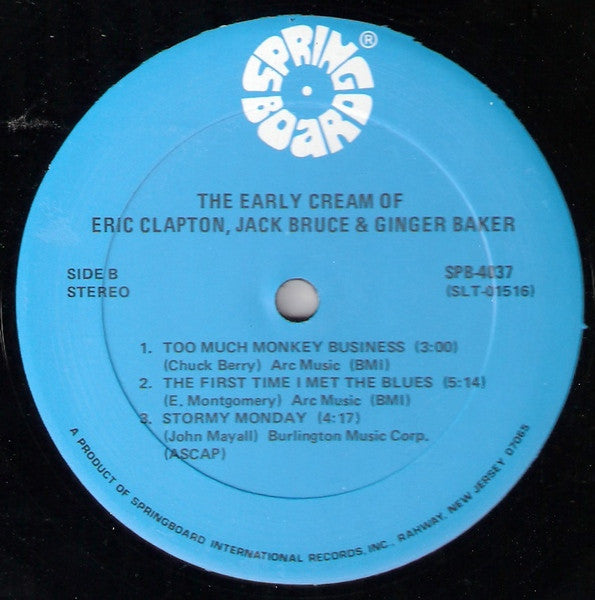 SPRING
BOARD®
THE EARLY CREAM OF
ERIC CLAPTON, JACK BRUCE & GINGER BAKER
SIDE B
STEREO
SPB-4037
(SLT-01516)
1. TOO MUCH MONKEY BUSINESS (3:00)
(Chuck Berry) Arc Music (BMI)
2. THE FIRST TIME I MET THE BLUES (5:14)
(E. Montgomery) Arc Music (BMI)
3. STORMY MONDAY (4:17)
(John Mayall) Burlington Music Corp.
(ASCAP)
A PRODUCT OF SPRINGBOARD INTERNATIONAL RECORDS, INC., RAHWAY, NEW JERSEY 07065